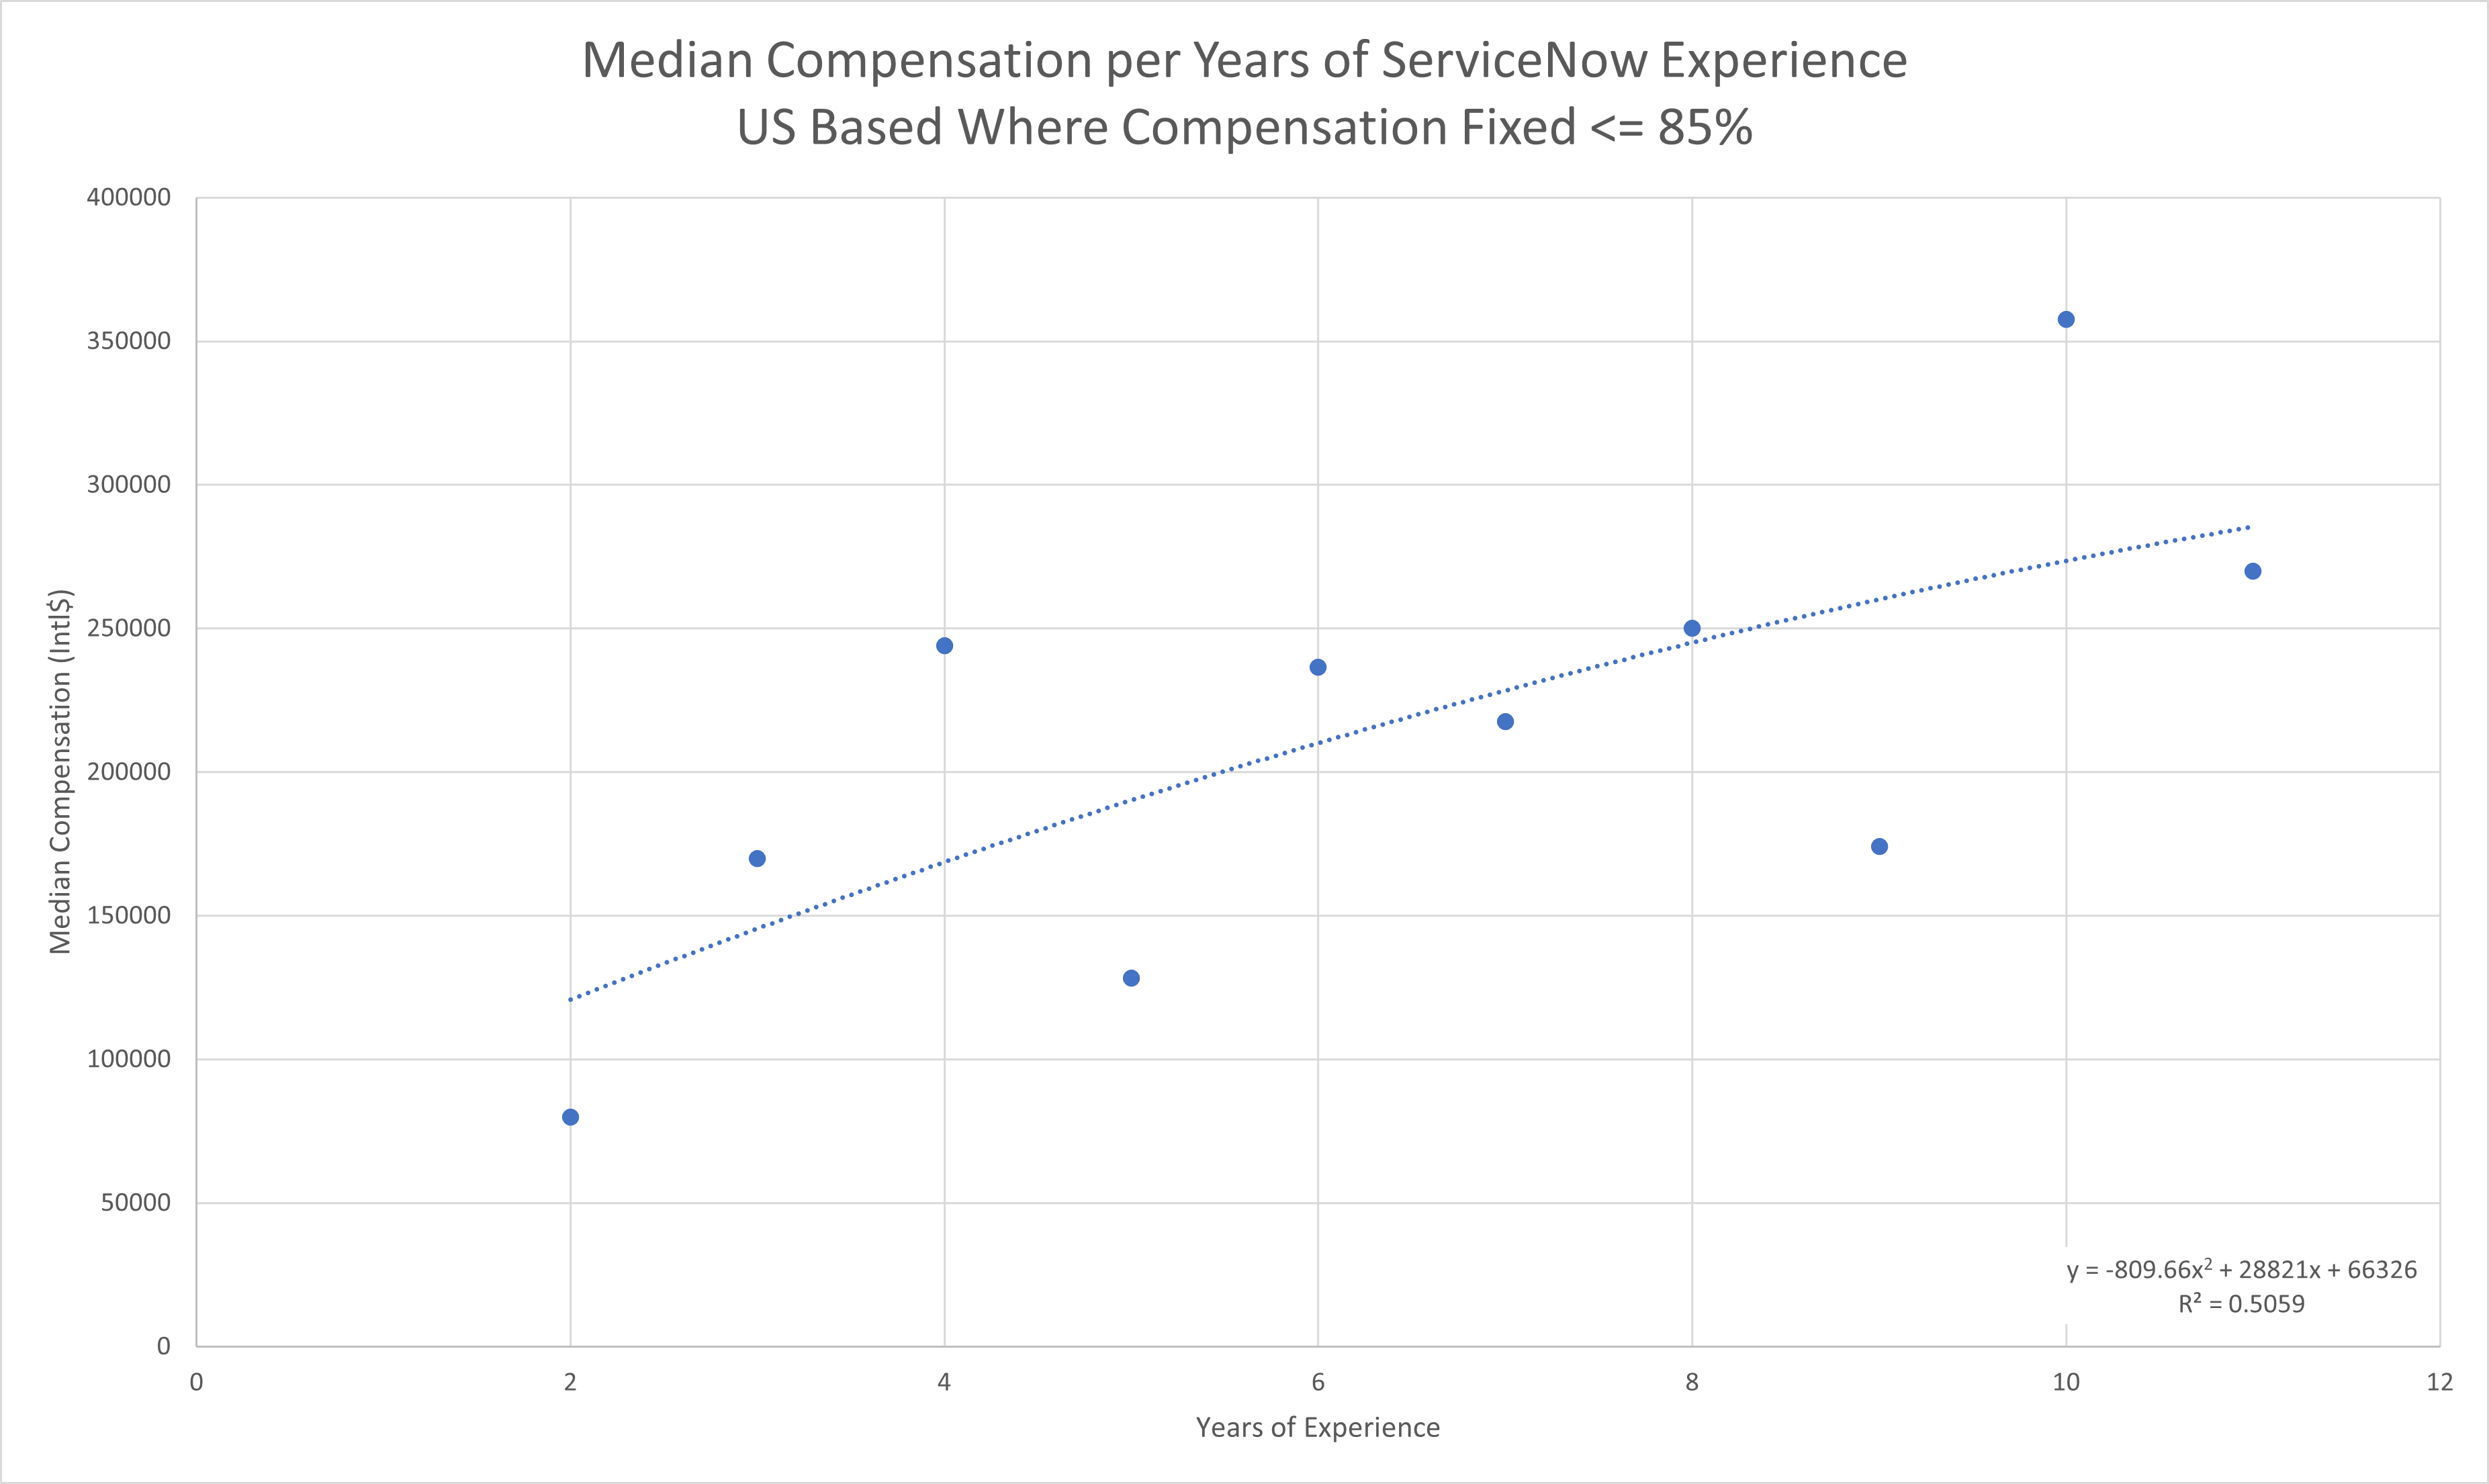 Median Compensation per Years of ServiceNow Experience
US Based Where Compensation Fixed <= 85%
400000
350000
300000
250000
200000
150000
100000
50000
0
Median Compensation (Intl$)
y = -809.66x² + 28821x + 66326
R² = 0.5059
0 2 4 6 8 10 12
Years of Experience